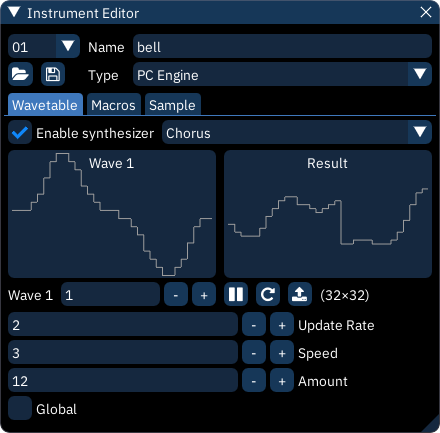 Instrument Editor
01 Name bell
Type PC Engine
Wavetable Macros Sample
Enable synthesizer Chorus
Wave 1 Result
Wave 1 1 - + (32×32)
2 - + Update Rate
3 - + Speed
12 - + Amount
Global